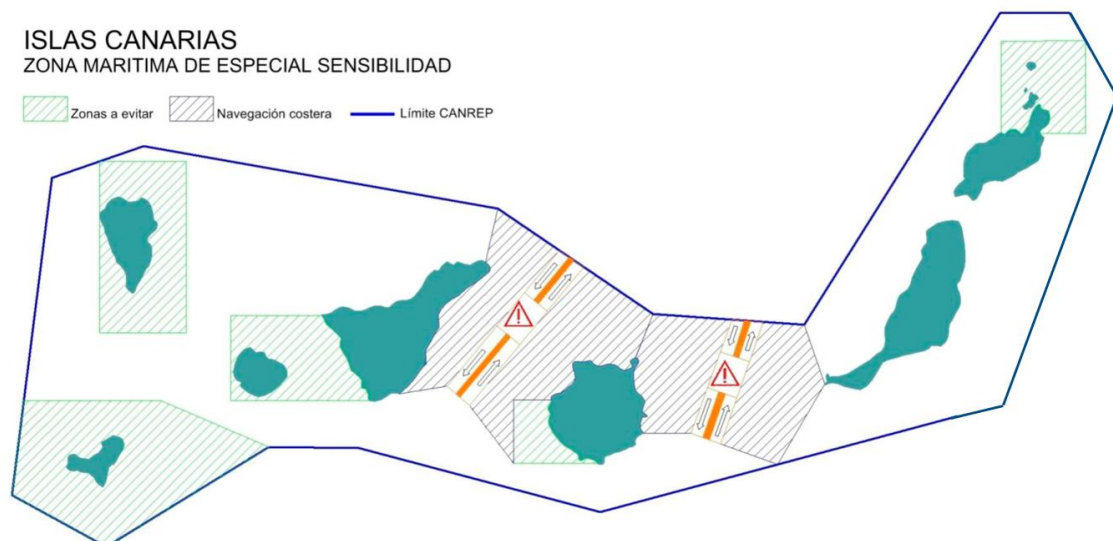 ISLAS CANARIAS
ZONA MARITIMA DE ESPECIAL SENSIBILIDAD
Zonas a evitar
Navegación costera
Límite CANREP